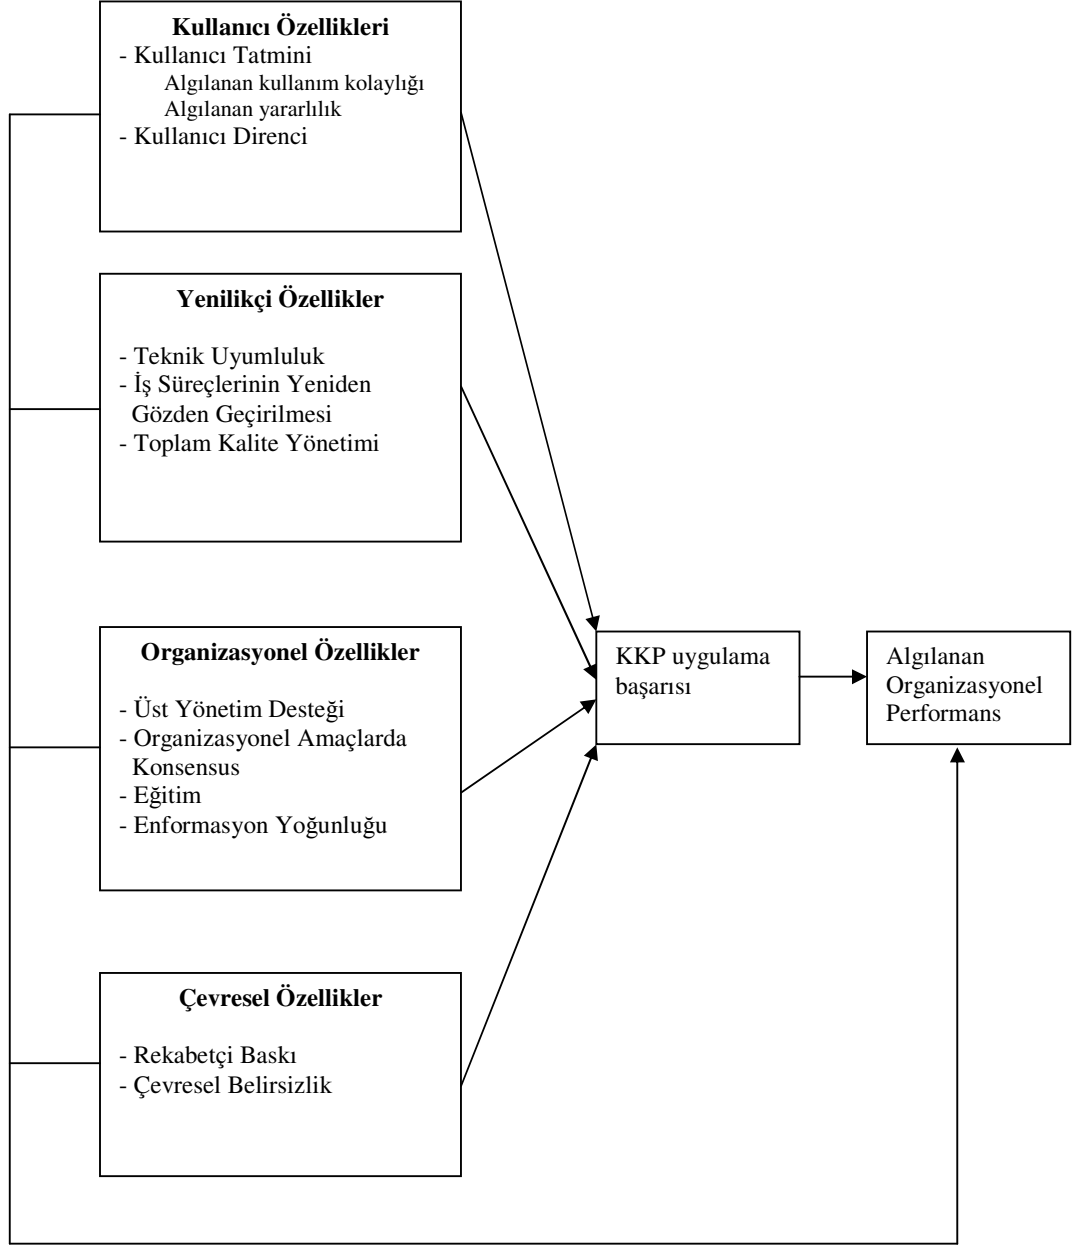 Kullanıcı Özellikleri
- Kullanıcı Tatmini
Algılanan kullanım kolaylığı
Algılanan yararlılık
- Kullanıcı Direnci
Yenilikçi Özellikler
- Teknik Uyumluluk
- İş Süreçlerinin Yeniden
Gözden Geçirilmesi
- Toplam Kalite Yönetimi
Organizasyonel Özellikler
- Üst Yönetim Desteği
- Organizasyonel Amaçlarda
Konsensus
- Eğitim
- Enformasyon Yoğunluğu
Çevresel Özellikler
- Rekabetçi Baskı
- Çevresel Belirsizlik
KKP uygulama
başarısı
Algılanan
Organizasyonel
Performans